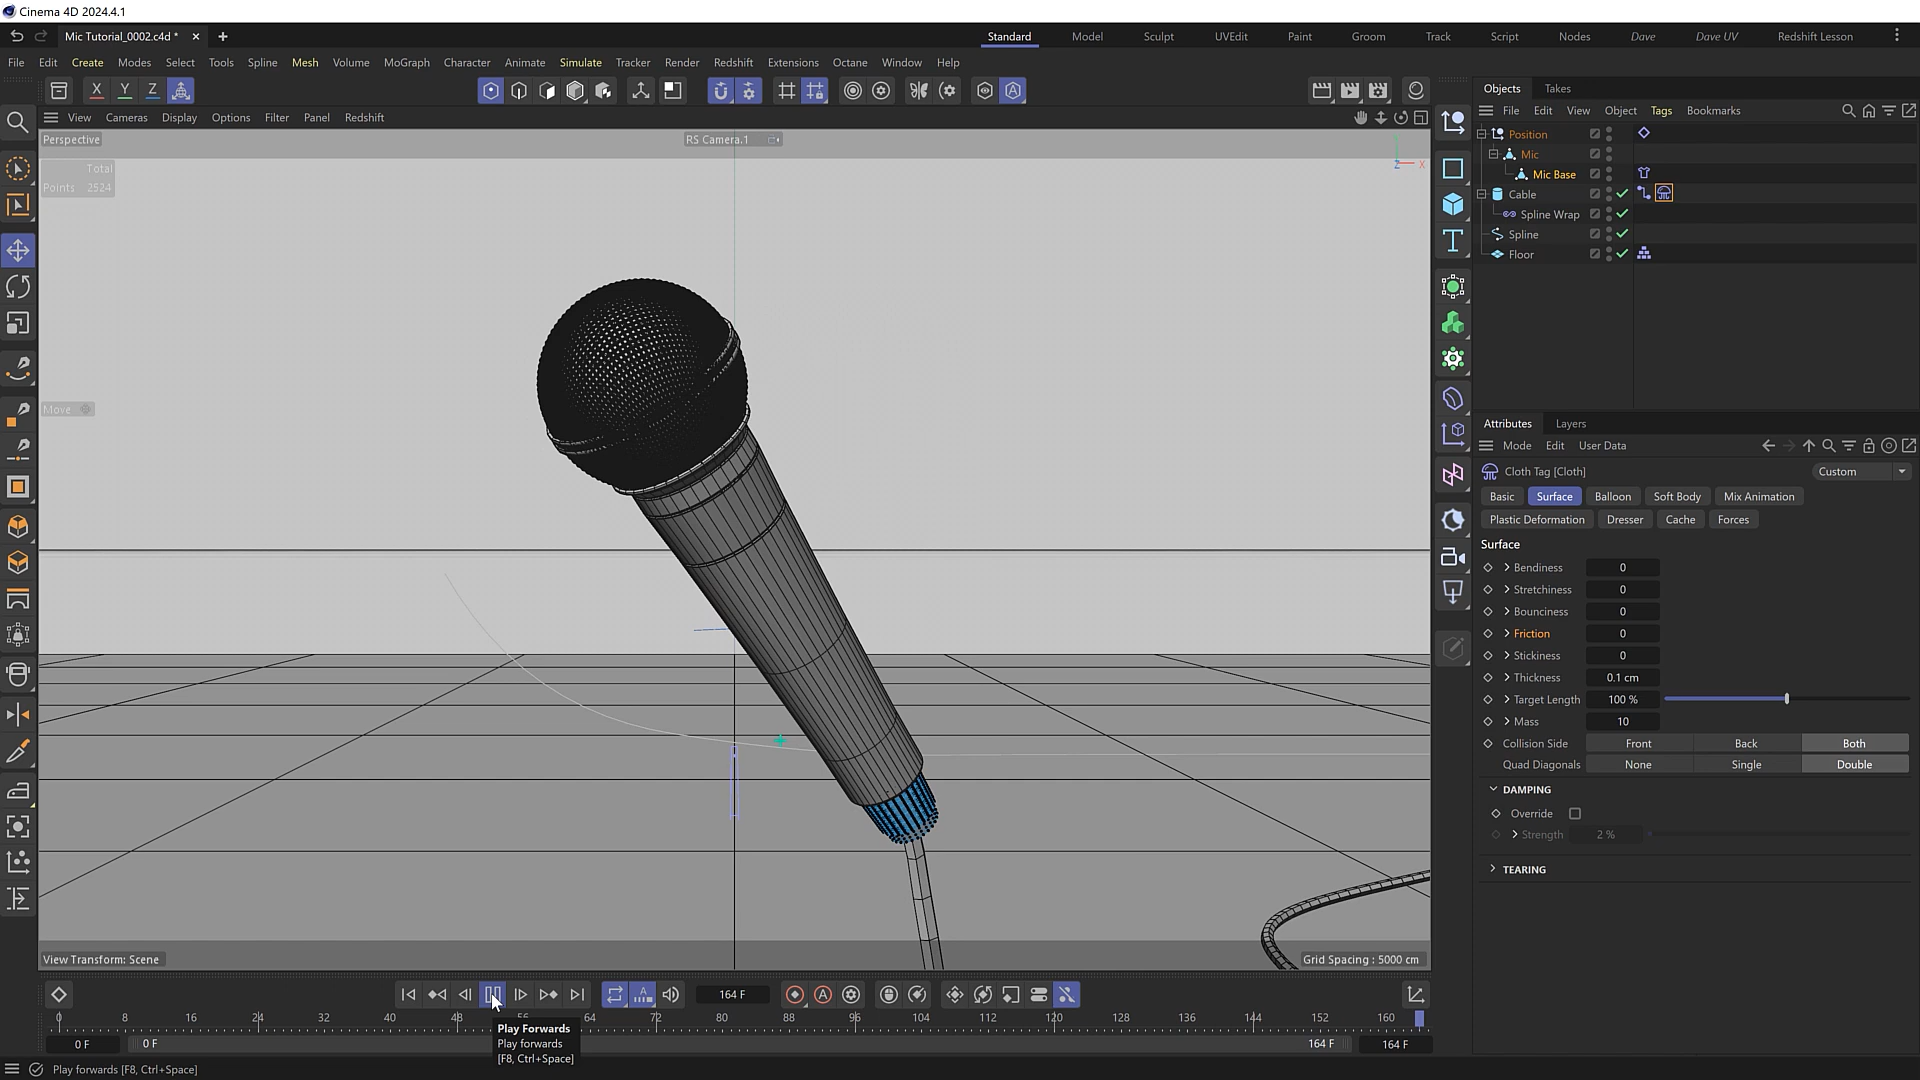 Cinema 4D 2024.4.1
Mic Tutorial_0002.c4d *
Standard Model Sculpt UVEdit Paint Groom Track Script Nodes Dave Dave UV Redshift Lesson
File Edit Create Modes Select Tools Spline Mesh Volume MoGraph Character Animate Simulate Tracker Render Redshift Extensions Octane Window Help
X Y Z
Objects Takes
File Edit View Object Tags Bookmarks
View Cameras Display Options Filter Panel Redshift
Perspective
RS Camera.1
Total
Points 2524
Move
Y
Z X
Position
Mic
Mic Base
Cable
Spline Wrap
Spline
Floor
Attributes Layers
Mode Edit User Data
Cloth Tag [Cloth]
Custom
Basic Surface Balloon Soft Body Mix Animation
Plastic Deformation Dresser Cache Forces
Surface
Bendiness 0
Stretchiness 0
Bounciness 0
Friction 0
Stickiness 0
Thickness 0.1 cm
Target Length 100 %
Mass 10
Collision Side Front Back Both
Quad Diagonals None Single Double
DAMPING
Override
Strength 2 %
TEARING
View Transform: Scene
Grid Spacing : 5000 cm
164 F
0 8 16 24 32 40 48 56 64 72 80 88 96 104 112 120 128 136 144 152 160
0 F 0 F 164 F 164 F
Play Forwards
Play forwards
[F8, Ctrl+Space]
Play forwards [F8, Ctrl+Space]